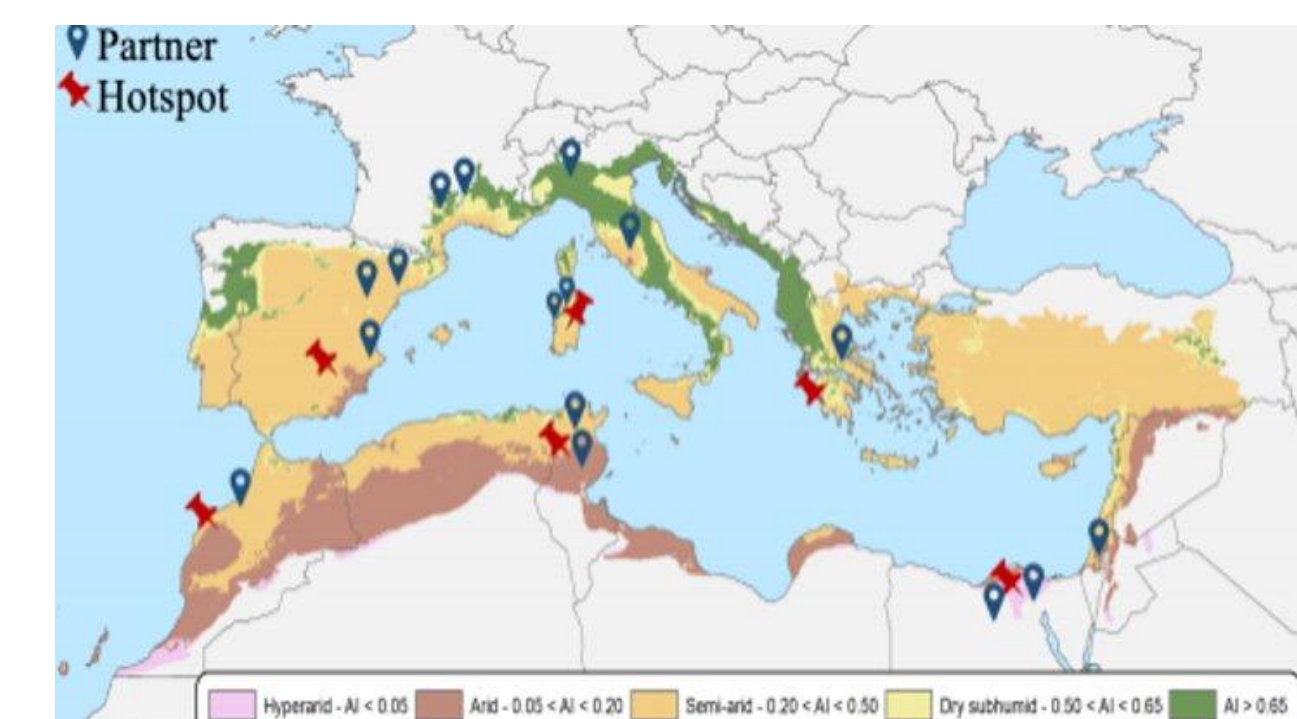 Partner
Hotspot
Hyperarid - AI < 0.05
Arid - 0.05 < AI < 0.20
Semi-arid - 0.20 < AI < 0.50
Dry subhumid - 0.50 < AI < 0.65
AI > 0.65